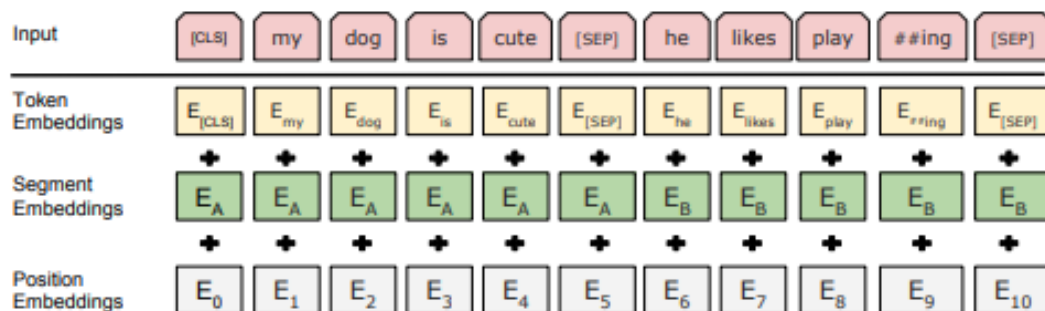 Input [CLS] my dog is cute [SEP] he likes play ##ing [SEP]
Token Embeddings E[CLS] Emy Edog Eis Ecute E[SEP] Ehe Elikes Eplay E##ing E[SEP]
+ + + + + + + + + + +
Segment Embeddings EA EA EA EA EA EA EB EB EB EB EB
+ + + + + + + + + + +
Position Embeddings E0 E1 E2 E3 E4 E5 E6 E7 E8 E9 E10